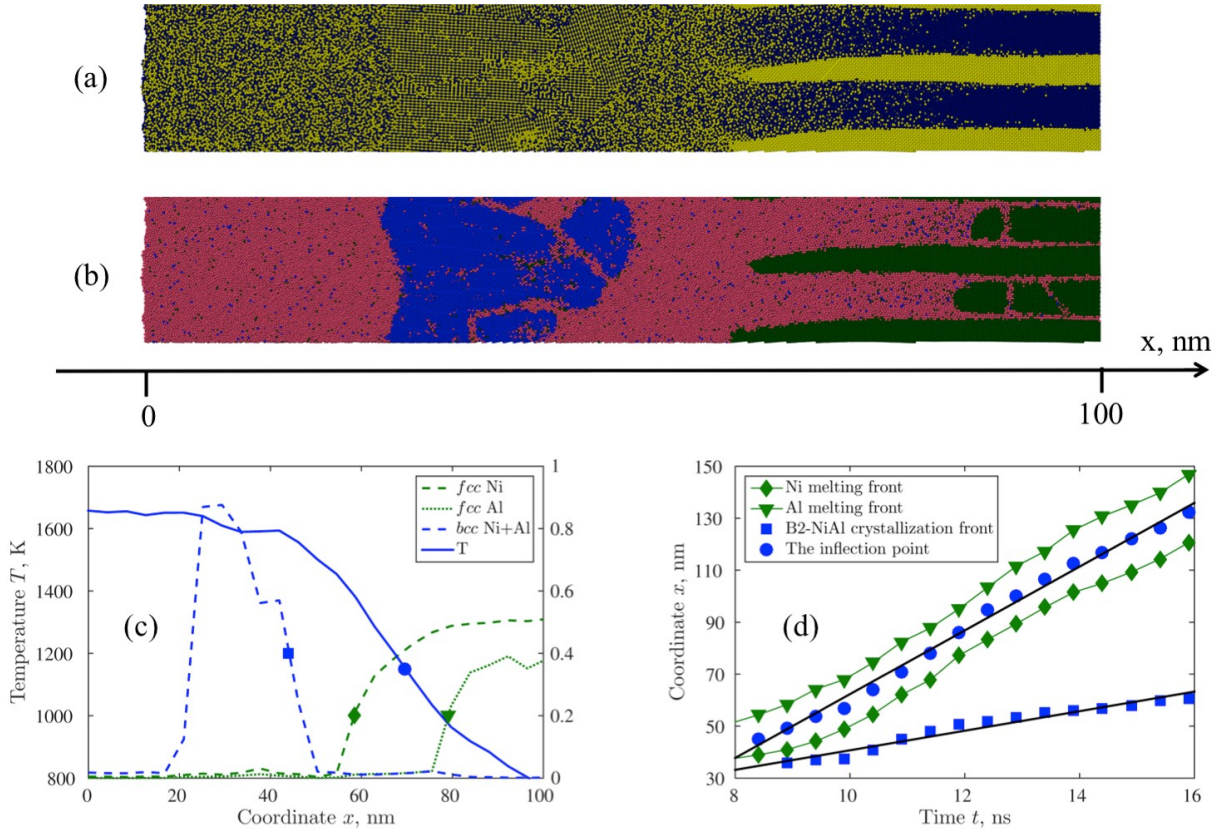 (a)
(b)
x, nm
0
100
1800
1600
1400
1200
1000
800
Temperature T, K
1
0.8
0.6
0.4
0.2
0
fcc Ni
fcc Al
bcc Ni+Al
T
(c)
0
20
40
60
80
100
Coordinate x, nm
150
130
110
90
70
50
30
Coordinate x, nm
Ni melting front
Al melting front
B2-NiAl crystallization front
The inflection point
(d)
8
10
12
14
16
Time t, ns